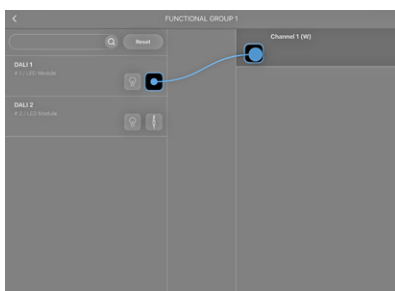 FUNCTIONAL GROUP 1
Reset
Channel 1 (W)
DALI 1
# 1 / LED Module
DALI 2
# 2 / LED Module